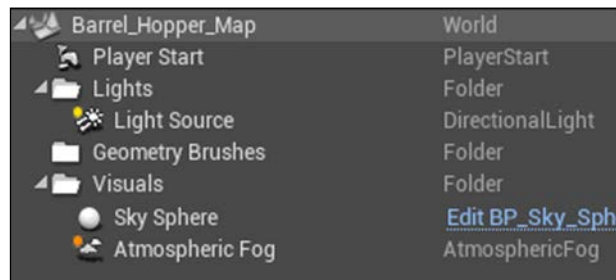 Barrel_Hopper_Map World
Player Start PlayerStart
Lights Folder
Light Source DirectionalLight
Geometry Brushes Folder
Visuals Folder
Sky Sphere Edit BP_Sky_Sph
Atmospheric Fog AtmosphericFog